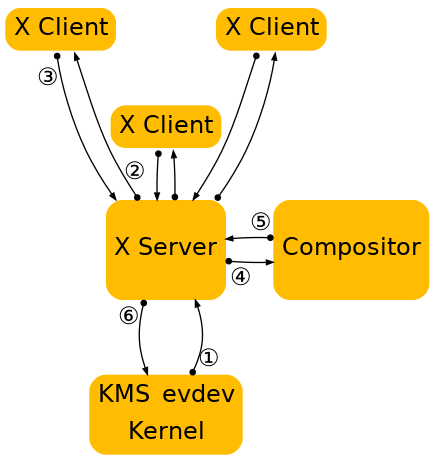 X Client
X Client
③
X Client
②
⑤
X Server
Compositor
④
⑥
①
KMS evdev
Kernel